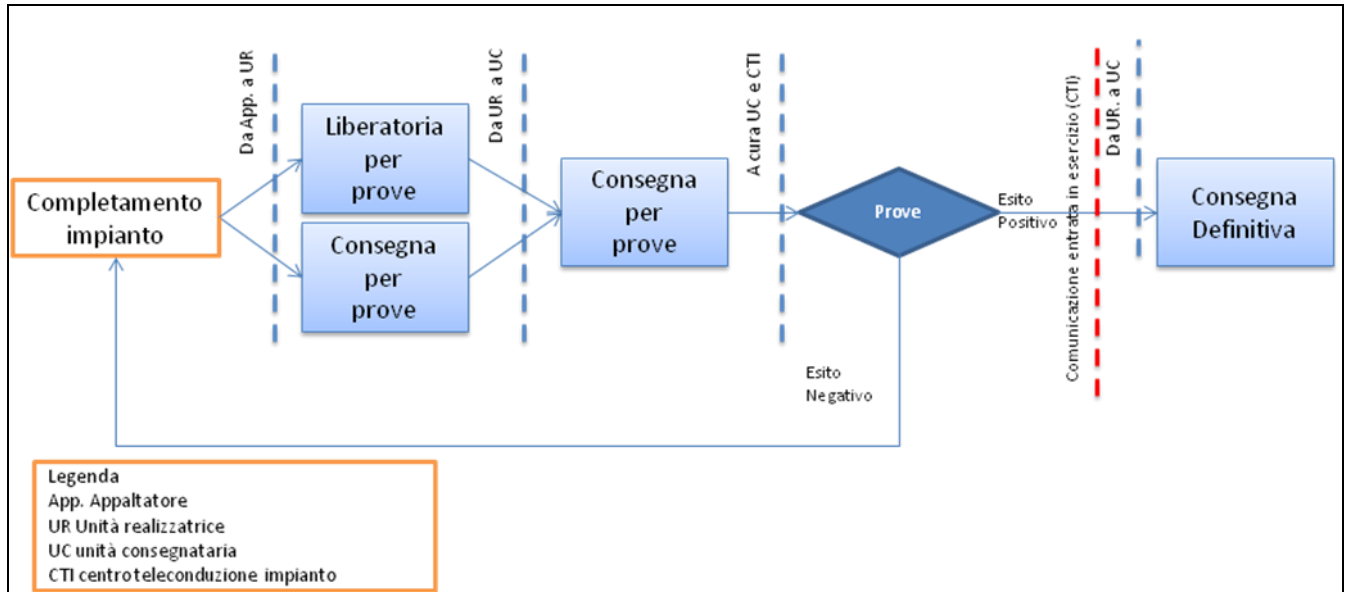 Completamento
impianto
Da App. a UR
Liberatoria
per
prove
Consegna
per
prove
Da UR. a UC
Consegna
per
prove
A cura UC e CTI
Prove
Esito
Positivo
Esito
Negativo
Comunicazione entrata in esercizio (CTI)
Da UR. a UC
Consegna
Definitiva
Legenda
App. Appaltatore
UR Unità realizzatrice
UC unità consegnataria
CTI centro teleconduzione impianto